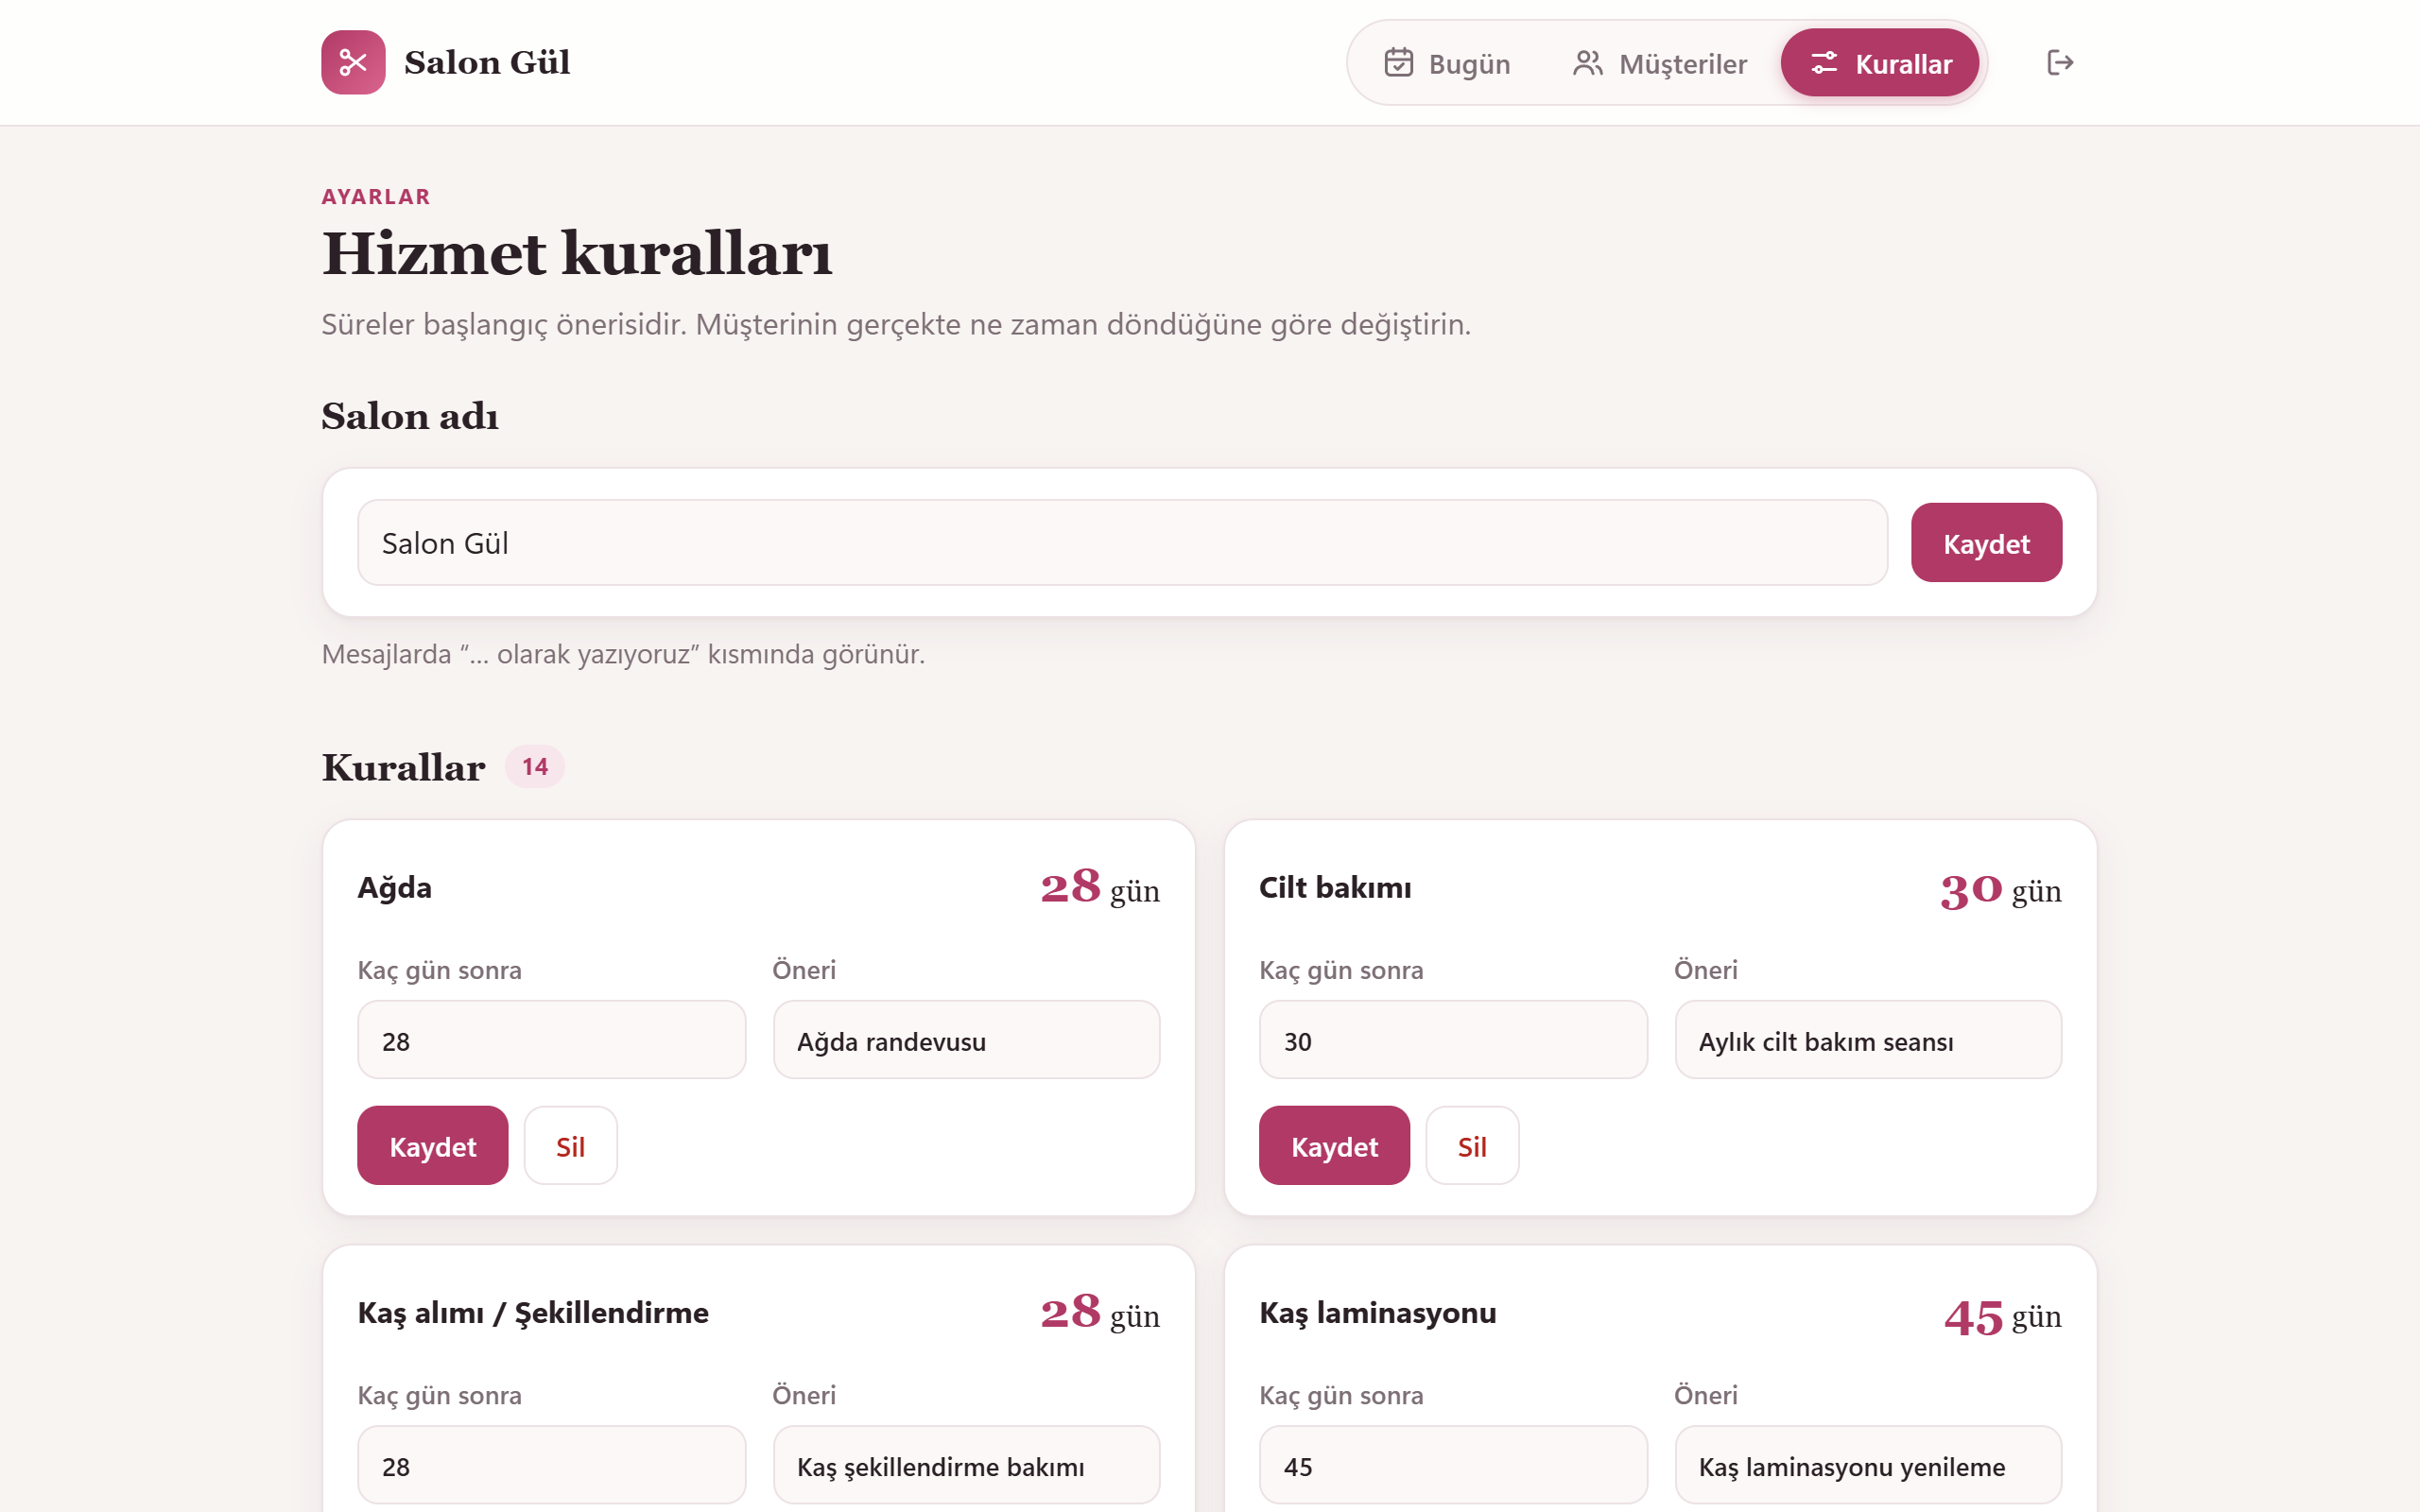 Salon Gül
Bugün
Müşteriler
Kurallar
AYARLAR
Hizmet kuralları
Süreler başlangıç önerisidir. Müşterinin gerçekte ne zaman döndüğüne göre değiştirin.
Salon adı
Salon Gül
Kaydet
Mesajlarda “… olarak yazıyoruz” kısmında görünür.
Kurallar 14
Ağda
28 gün
Kaç gün sonra
Öneri
28
Ağda randevusu
Kaydet
Sil
Cilt bakımı
30 gün
Kaç gün sonra
Öneri
30
Aylık cilt bakım seansı
Kaydet
Sil
Kaş alımı / Şekillendirme
28 gün
Kaç gün sonra
Öneri
28
Kaş şekillendirme bakımı
Kaş laminasyonu
45 gün
Kaç gün sonra
Öneri
45
Kaş laminasyonu yenileme